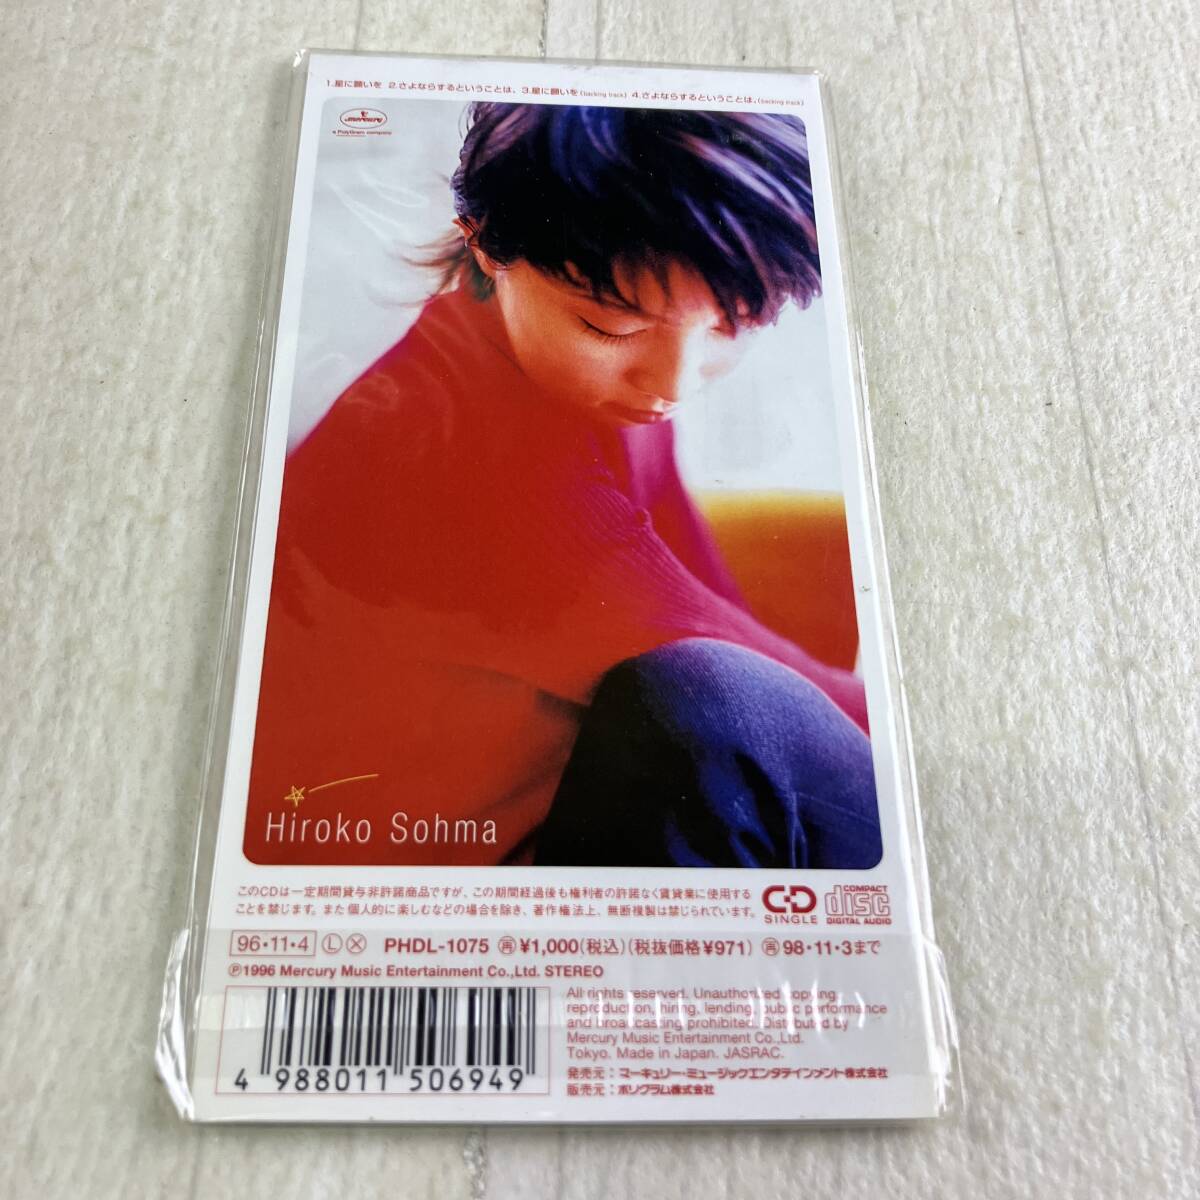 1.星に願いを 2.さよならするということは、 3.星に願いを(backing track) 4.さよならするということは、(backing track)
mercury
a PolyGram company
Hiroko Sohma
このCDは一定期間貸与非許諾商品ですが、この期間経過後も権利者の許諾なく賃貸業に使用する
ことを禁じます。また個人的に楽しむなどの場合を除き、著作権法上、無断複製は禁じられています。
CD SINGLE
COMPACT disc DIGITAL AUDIO
96・11・4 Ⓛ Ⓧ PHDL-1075 ㊢¥1,000(税込)(税抜価格¥971) ㊢98・11・3まで
Ⓟ1996 Mercury Music Entertainment Co.,Ltd. STEREO
All rights reserved. Unauthorized copying,
reproduction, hiring, lending, public performance
and broadcasting prohibited. Distributed by
Mercury Music Entertainment Co.,Ltd.
Tokyo. Made in Japan. JASRAC.
発売元：マーキュリー・ミュージックエンタテインメント株式会社
販売元：ポリグラム株式会社
4 988011 506949